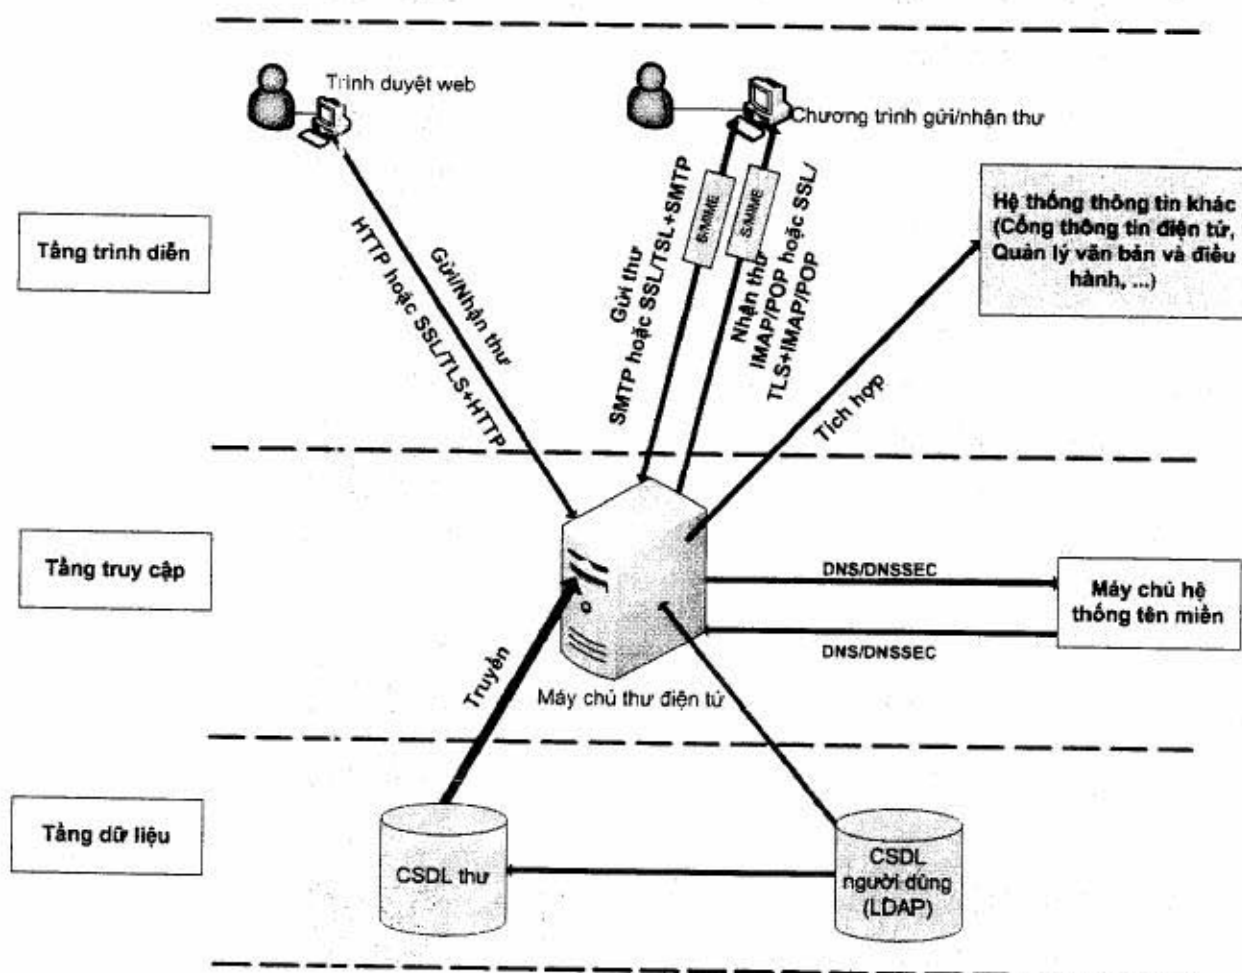 Trình duyệt web
Chương trình gửi/nhận thư
Tầng trình diễn
Gửi/Nhận thư
HTTP hoặc SSL/TLS+HTTP
Gửi thư
SMTP hoặc SSL/TSL+SMTP
S/MIME
S/MIME
Nhận thư
IMAP/POP hoặc SSL/
TLS+IMAP/POP
Hệ thống thông tin khác
(Cổng thông tin điện tử,
Quản lý văn bản và điều
hành, ...)
Tích hợp
Tầng truy cập
DNS/DNSSEC
Máy chủ hệ
thống tên miền
DNS/DNSSEC
Truyền
Máy chủ thư điện tử
Tầng dữ liệu
CSDL thư
CSDL
người dùng
(LDAP)